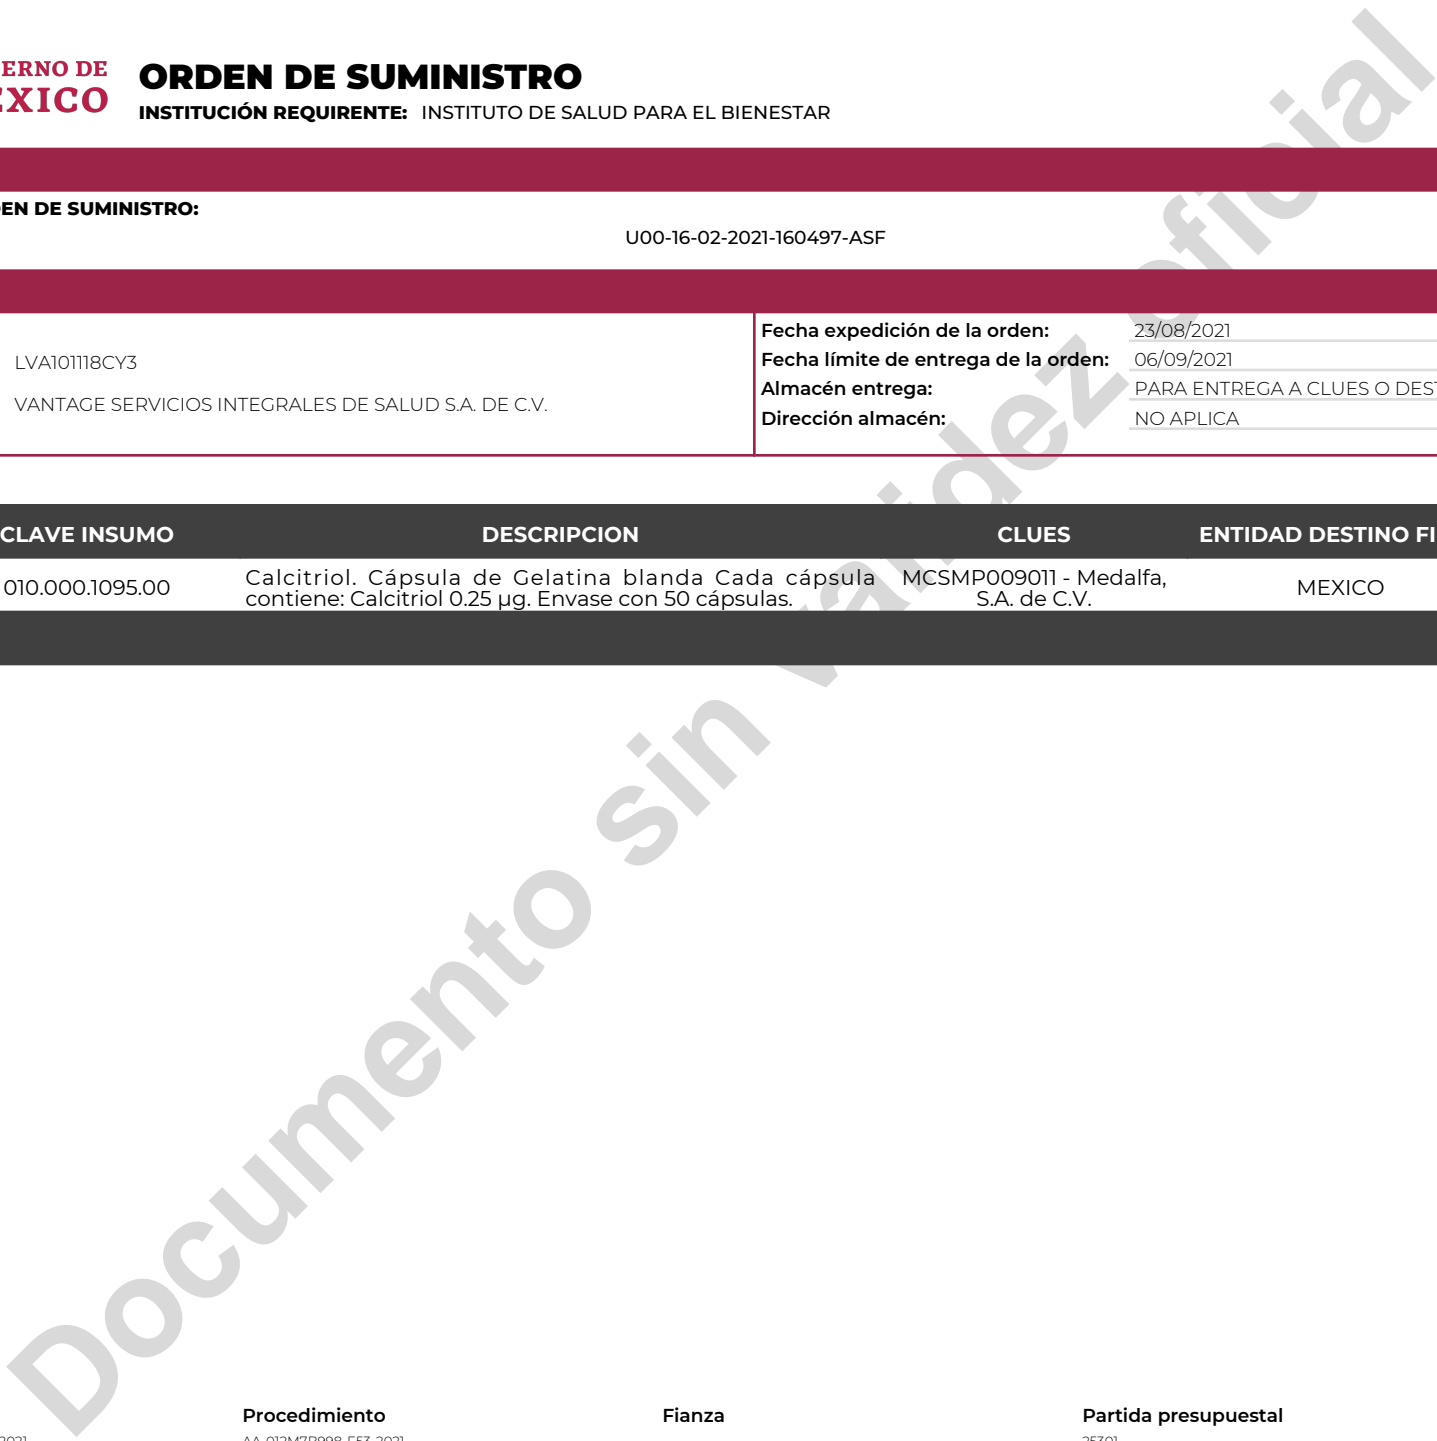 ERNO DE
ÉXICO
ORDEN DE SUMINISTRO
INSTITUCIÓN REQUIRENTE: INSTITUTO DE SALUD PARA EL BIENESTAR
EN DE SUMINISTRO:
U00-16-02-2021-160497-ASF
LVA101118CY3
VANTAGE SERVICIOS INTEGRALES DE SALUD S.A. DE C.V.
Fecha expedición de la orden: 23/08/2021
Fecha límite de entrega de la orden: 06/09/2021
Almacén entrega: PARA ENTREGA A CLUES O DEST
Dirección almacén: NO APLICA
CLAVE INSUMO DESCRIPCION CLUES ENTIDAD DESTINO FI
010.000.1095.00
Calcitriol. Cápsula de Gelatina blanda Cada cápsula
contiene: Calcitriol 0.25 µg. Envase con 50 cápsulas.
MCSMP009011 - Medalfa,
S.A. de C.V.
MEXICO
Documento sin validez oficial
Procedimiento Fianza Partida presupuestal